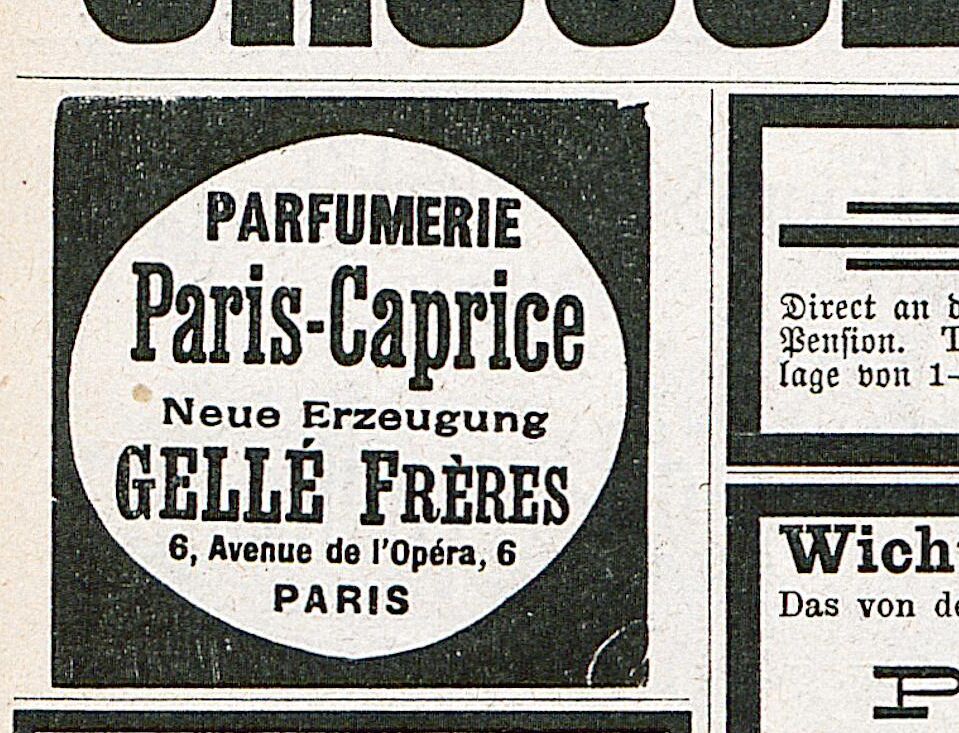 PARFUMERIE
Paris-Caprice
Neue Erzeugung
GELLÉ FRÈRES
6, Avenue de l'Opéra, 6
PARIS
Direct an
Pension.
lage von 1-
Wich
Das von
P